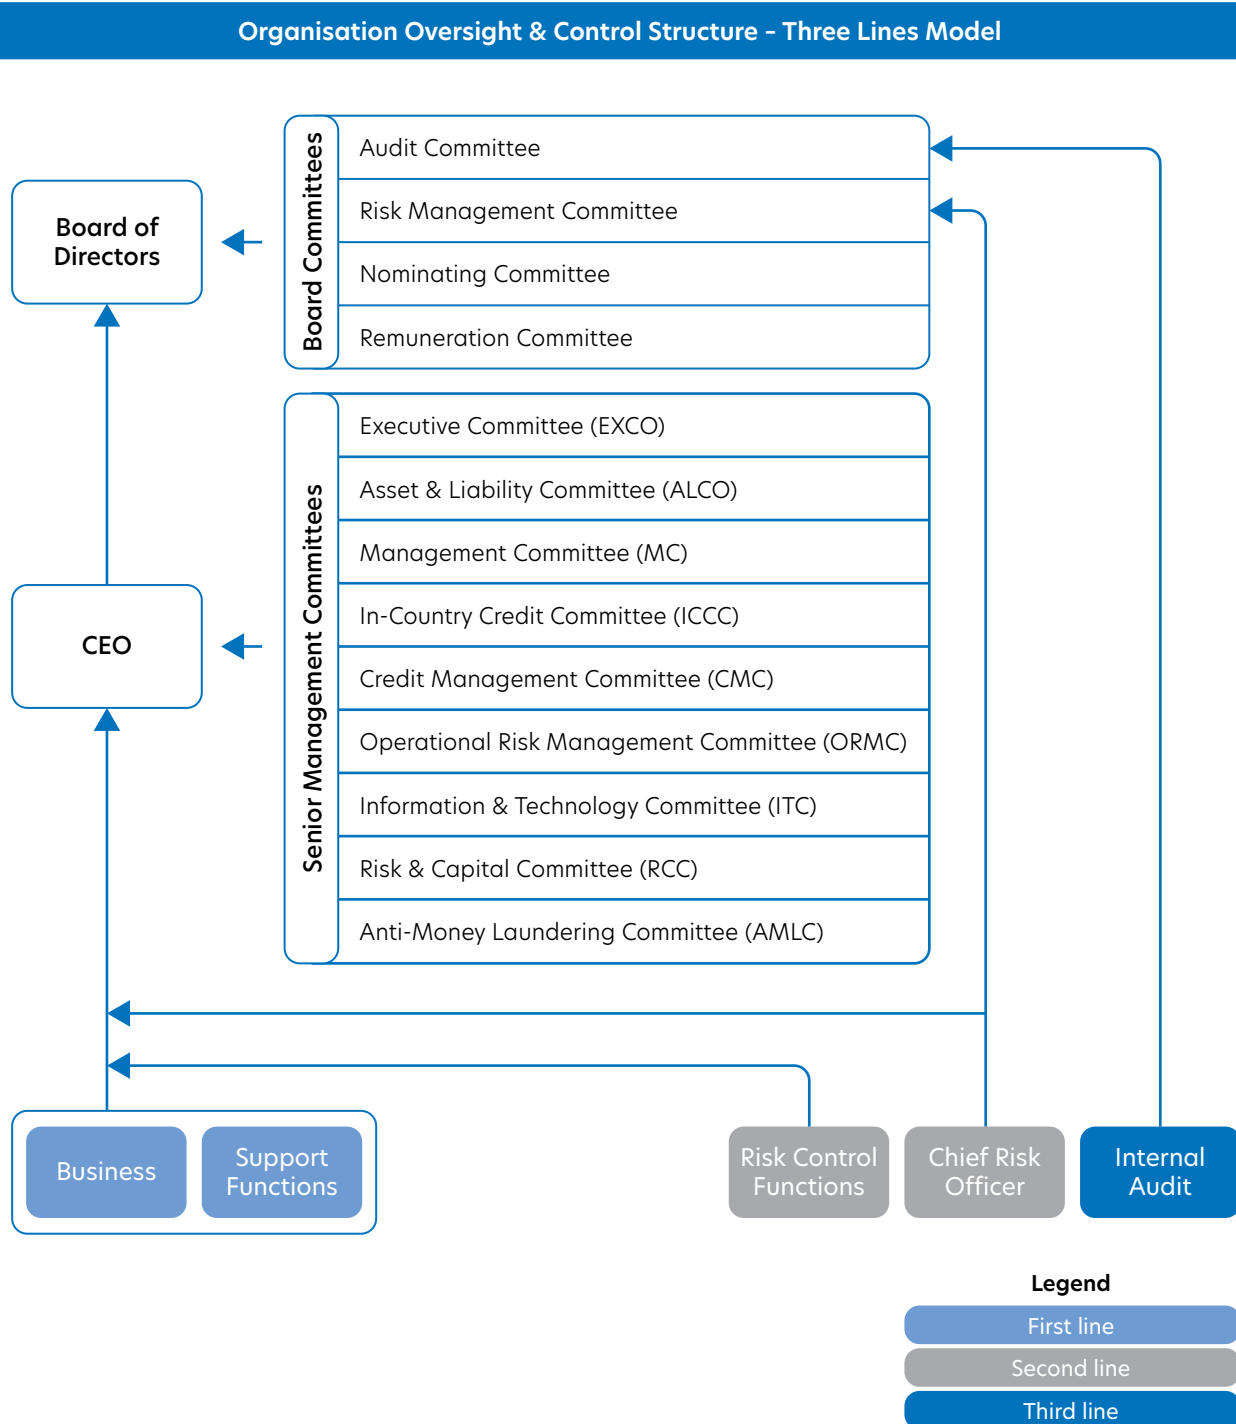 Organisation Oversight & Control Structure – Three Lines Model
Board of
Directors
Board Committees
Audit Committee
Risk Management Committee
Nominating Committee
Remuneration Committee
CEO
Senior Management Committees
Executive Committee (EXCO)
Asset & Liability Committee (ALCO)
Management Committee (MC)
In-Country Credit Committee (ICCC)
Credit Management Committee (CMC)
Operational Risk Management Committee (ORMC)
Information & Technology Committee (ITC)
Risk & Capital Committee (RCC)
Anti-Money Laundering Committee (AMLC)
Business
Support
Functions
Risk Control
Functions
Chief Risk
Officer
Internal
Audit
Legend
First line
Second line
Third line